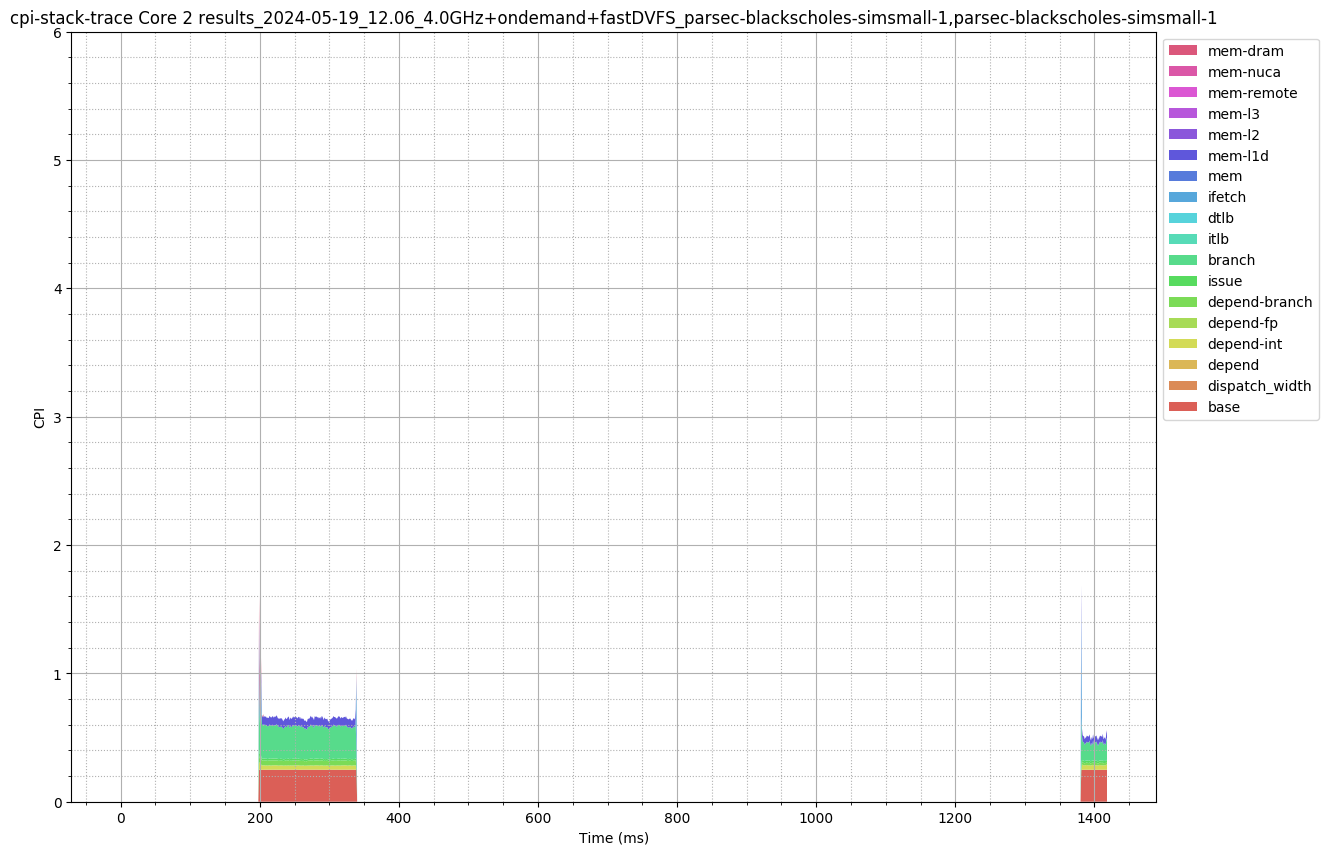 cpi-stack-trace Core 2 results_2024-05-19_12.06_4.0GHz+ondemand+fastDVFS_parsec-blackscholes-simsmall-1,parsec-blackscholes-simsmall-1
6
5
4
3
2
1
0
CPI
0 200 400 600 800 1000 1200 1400
Time (ms)
mem-dram
mem-nuca
mem-remote
mem-l3
mem-l2
mem-l1d
mem
ifetch
dtlb
itlb
branch
issue
depend-branch
depend-fp
depend-int
depend
dispatch_width
base